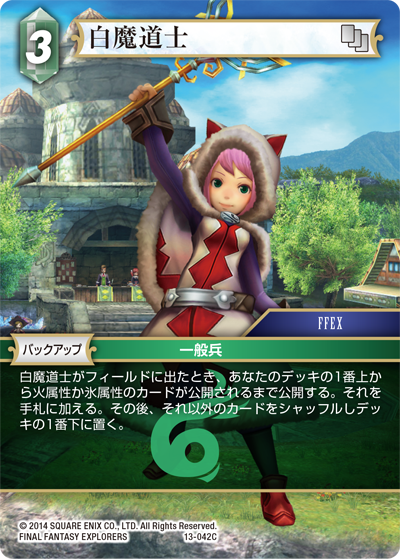 3
白魔道士
FFEX
バックアップ
一般兵
白魔道士がフィールドに出たとき、あなたのデッキの1番上か
ら火属性か氷属性のカードが公開されるまで公開する。それを
手札に加える。その後、それ以外のカードをシャッフルしデッ
キの1番下に置く。
© 2014 SQUARE ENIX CO., LTD. All Rights Reserved.
FINAL FANTASY EXPLORERS
13-042C